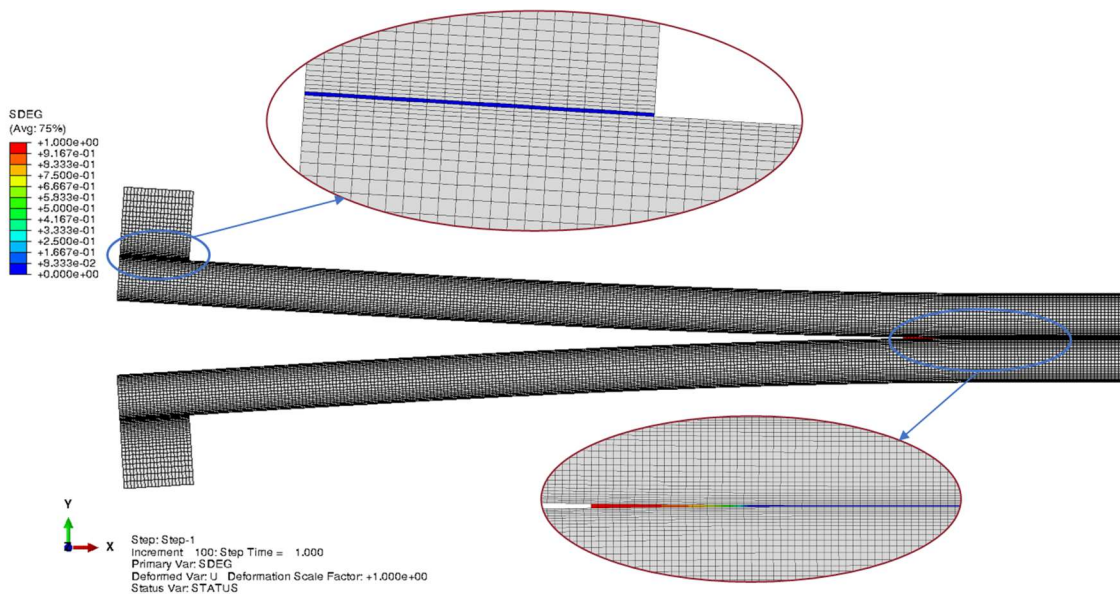 SDEG
(Avg: 75%)
+1.000e+00
+9.167e-01
+8.333e-01
+7.500e-01
+6.667e-01
+5.833e-01
+5.000e-01
+4.167e-01
+3.333e-01
+2.500e-01
+1.667e-01
+8.333e-02
+0.000e+00
Y
X
Step: Step-1
Increment 100: Step Time = 1.000
Primary Var: SDEG
Deformed Var: U Deformation Scale Factor: +1.000e+00
Status Var: STATUS